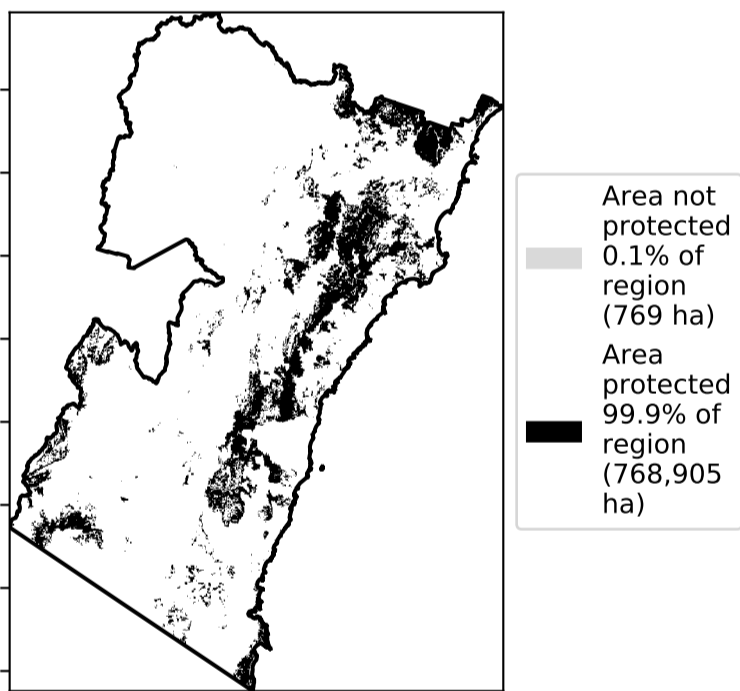 Area not
protected
0.1% of
region
(769 ha)
Area
protected
99.9% of
region
(768,905
ha)